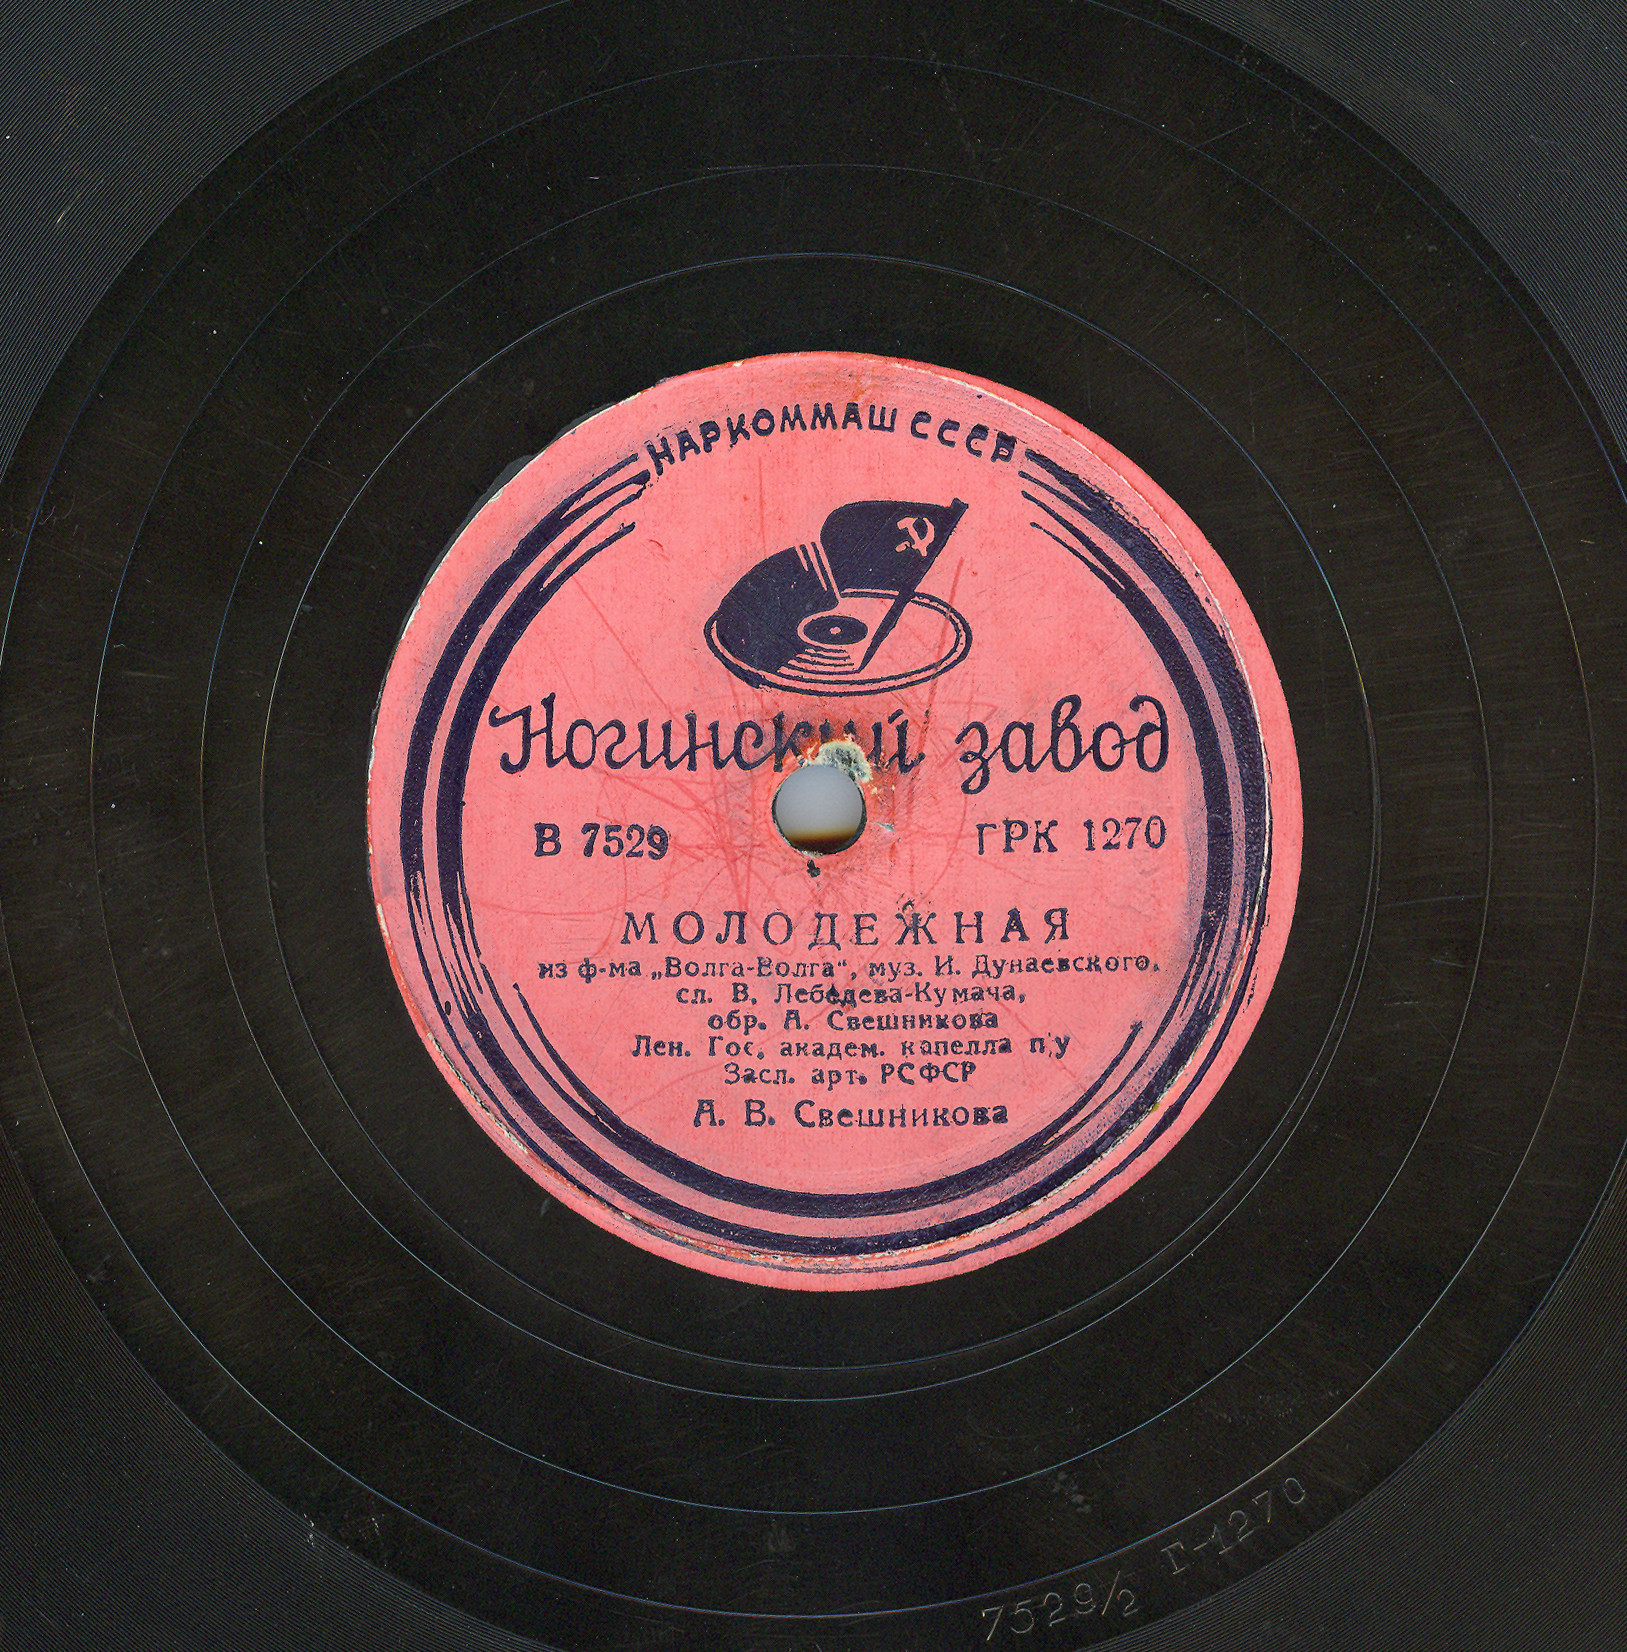 НАРКОММАШ СССР
Ногинский завод
В 7529 ГРК 1270
МОЛОДЕЖНАЯ
из ф-ма „Волга-Волга“, муз. И. Дунаевского.
сл. В. Лебедева-Кумача,
обр. А. Свешникова
Лен. Гос. академ. капелла п/у
Засл. арт. РСФСР
А. В. Свешникова
7529/2 Г-1270